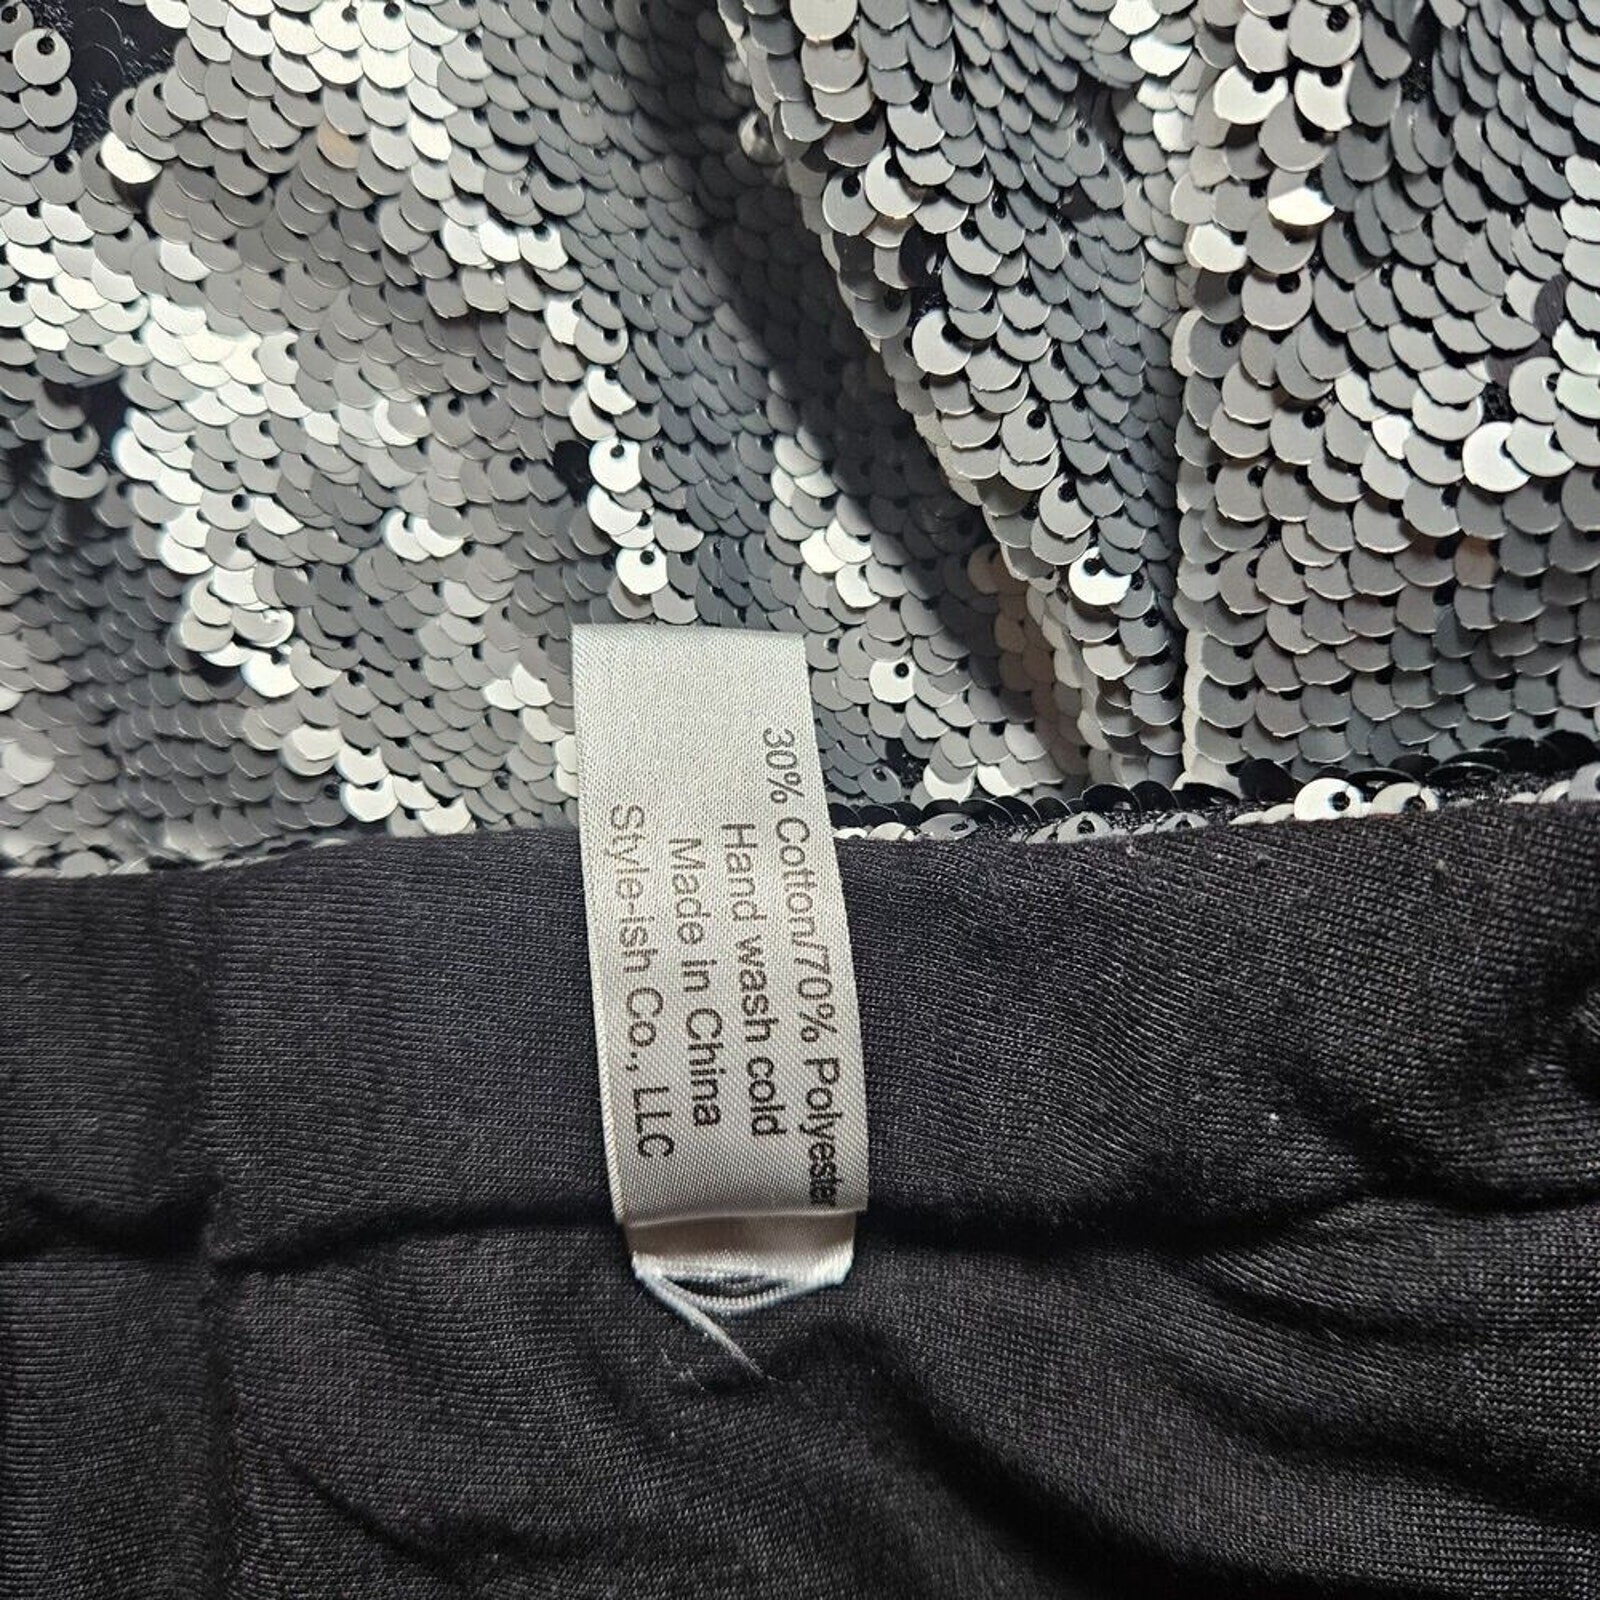 30% Cotton/70% Polyester
Hand wash cold
Made in China
Style-ish Co., LLC